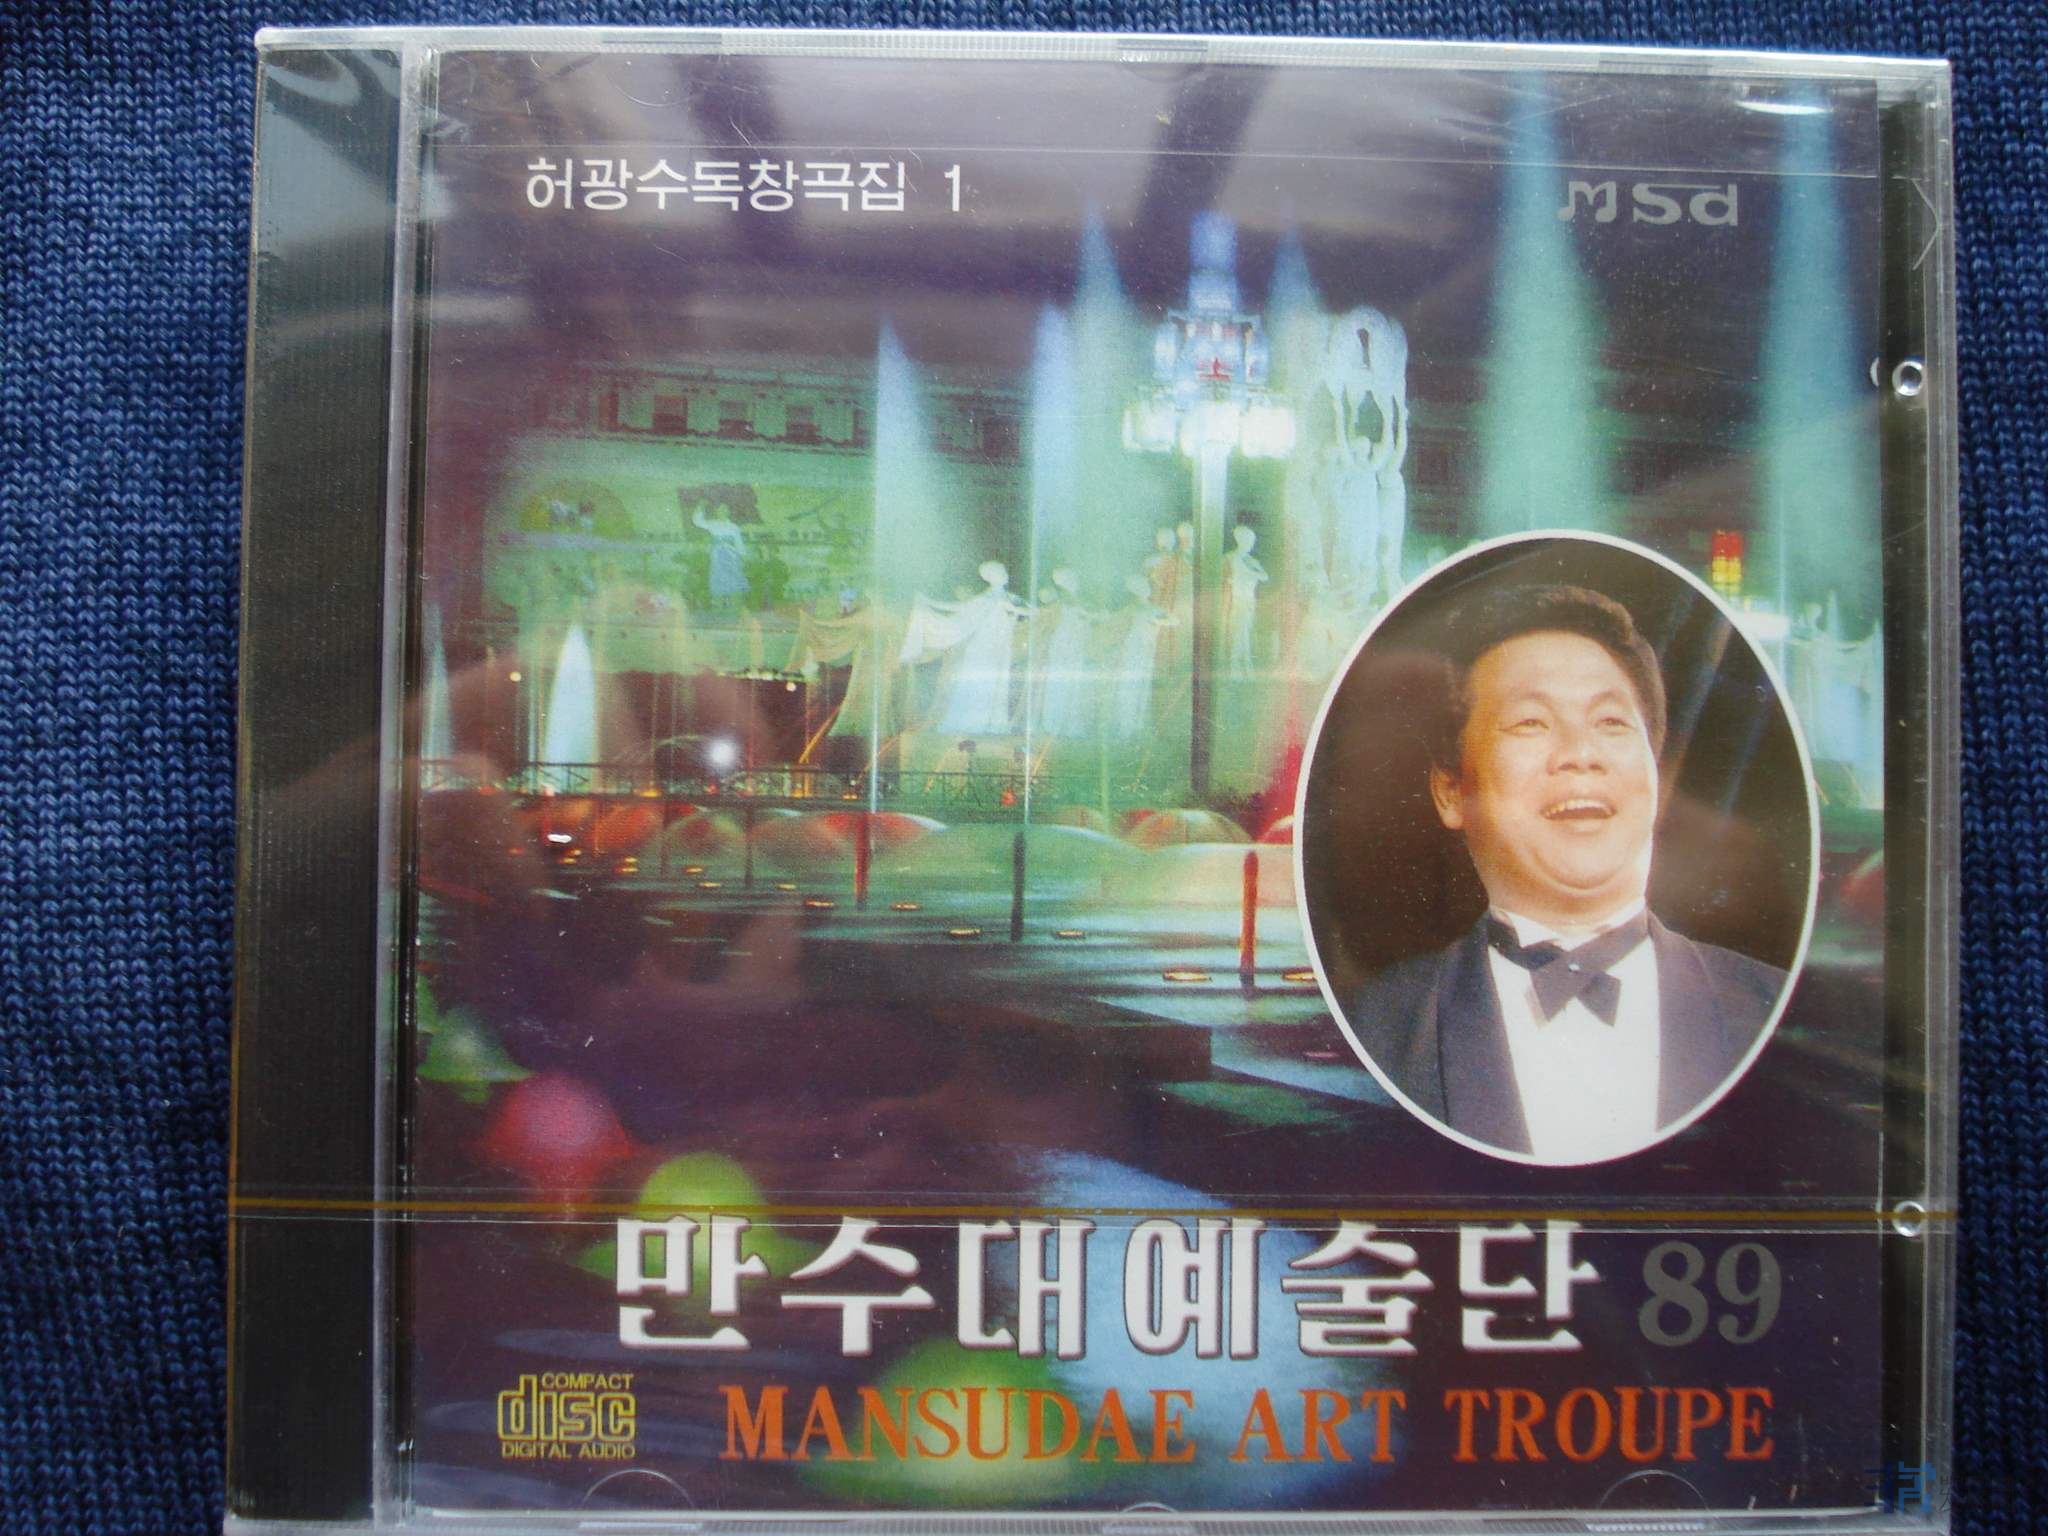 허광수독창곡집 1
msd
만수대예술단 89
COMPACT
disc
DIGITAL AUDIO
MANSUDAE ART TROUPE